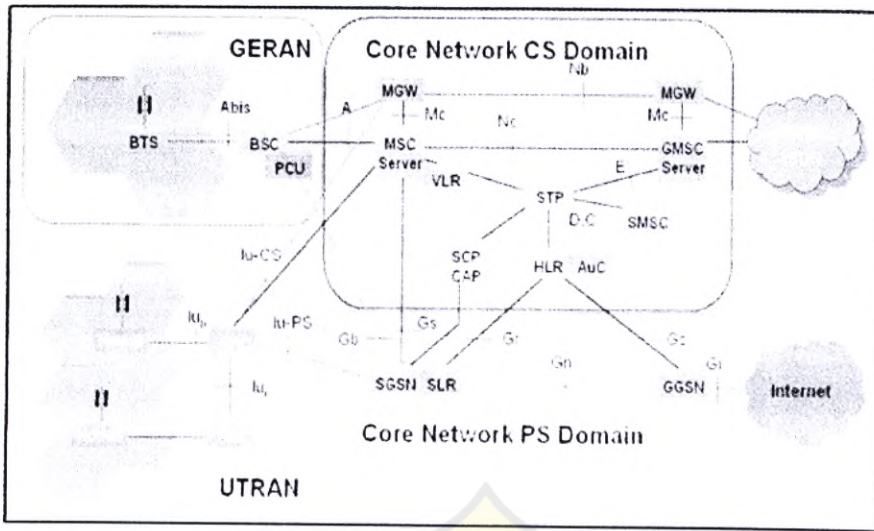 GERAN
Core Network CS Domain
Nb
MGW
MGW
Abis
A
Mc
Nc
Mc
BTS
BSC
MSC
Server
GMSC
Server
PCU
VLR
E
STP
D,C
SMSC
Iu-CS
SCP
CAP
HLR
AuC
Iu-PS
Gb
Gs
Gr
Gn
Gc
Gi
SGSN
SLR
GGSN
Internet
Core Network PS Domain
UTRAN